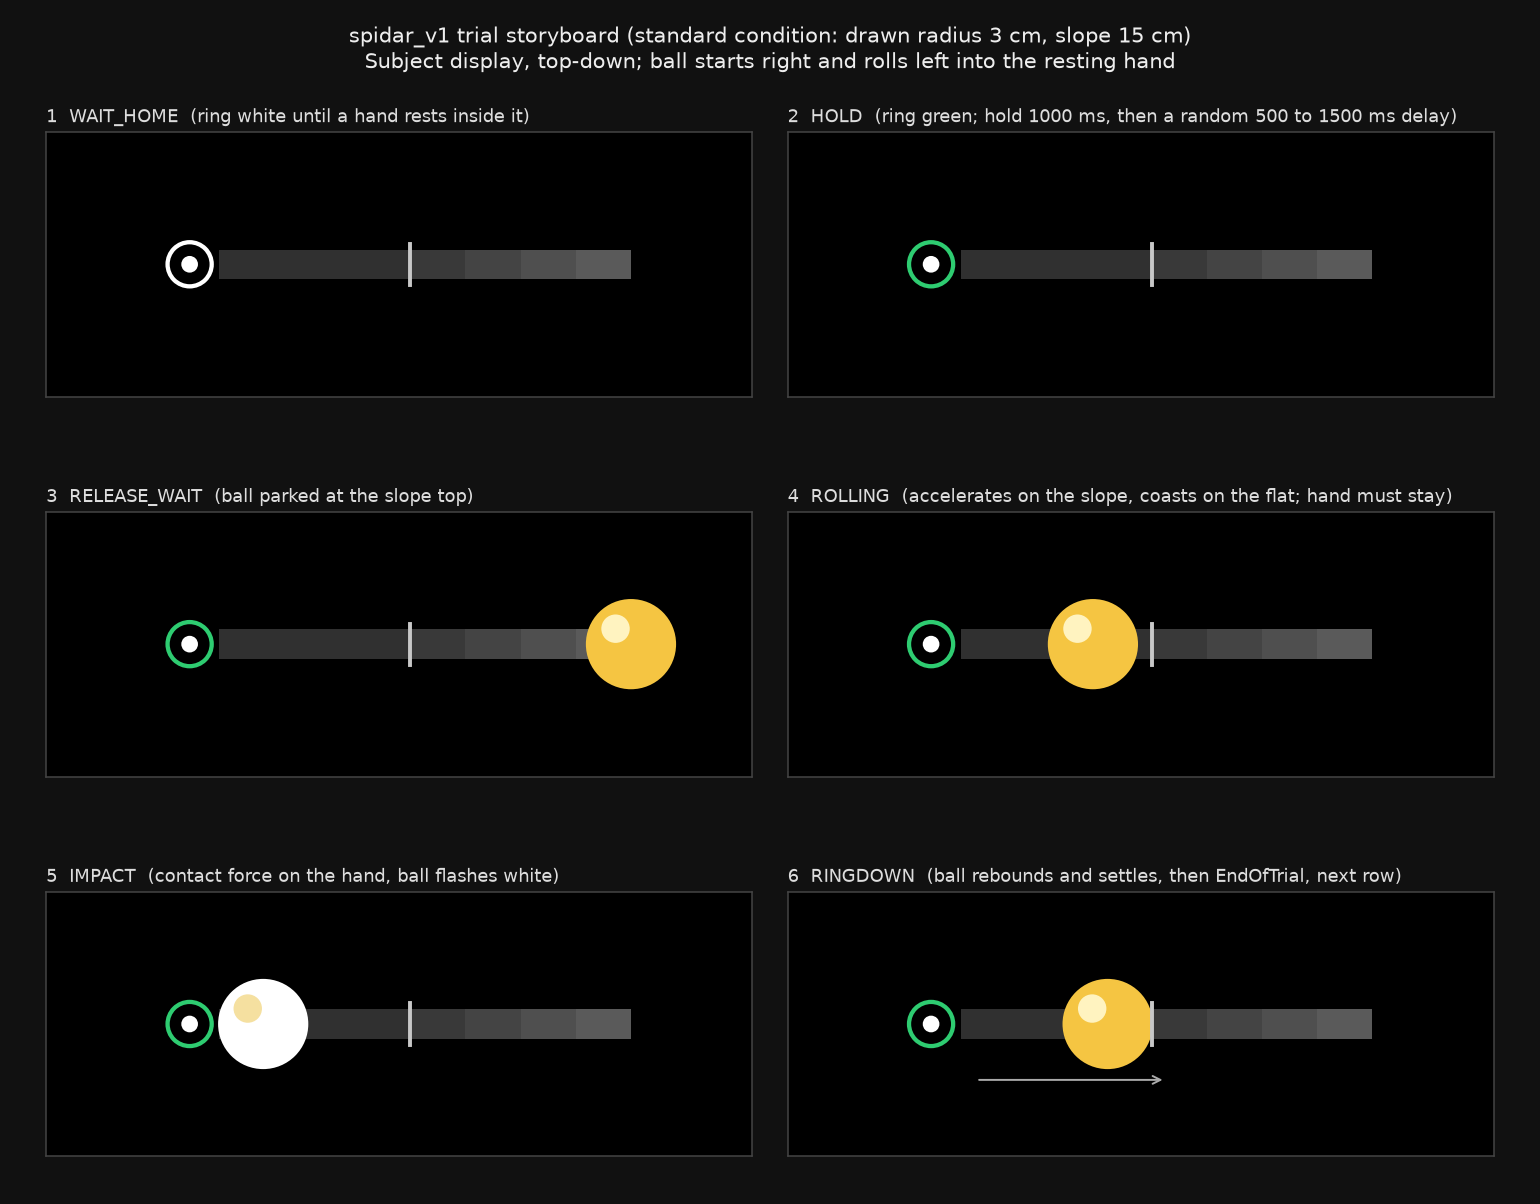 spidar_v1 trial storyboard (standard condition: drawn radius 3 cm, slope 15 cm)
Subject display, top-down; ball starts right and rolls left into the resting hand
1  WAIT_HOME  (ring white until a hand rests inside it)
2  HOLD  (ring green; hold 1000 ms, then a random 500 to 1500 ms delay)
3  RELEASE_WAIT  (ball parked at the slope top)
4  ROLLING  (accelerates on the slope, coasts on the flat; hand must stay)
5  IMPACT  (contact force on the hand, ball flashes white)
6  RINGDOWN  (ball rebounds and settles, then EndOfTrial, next row)